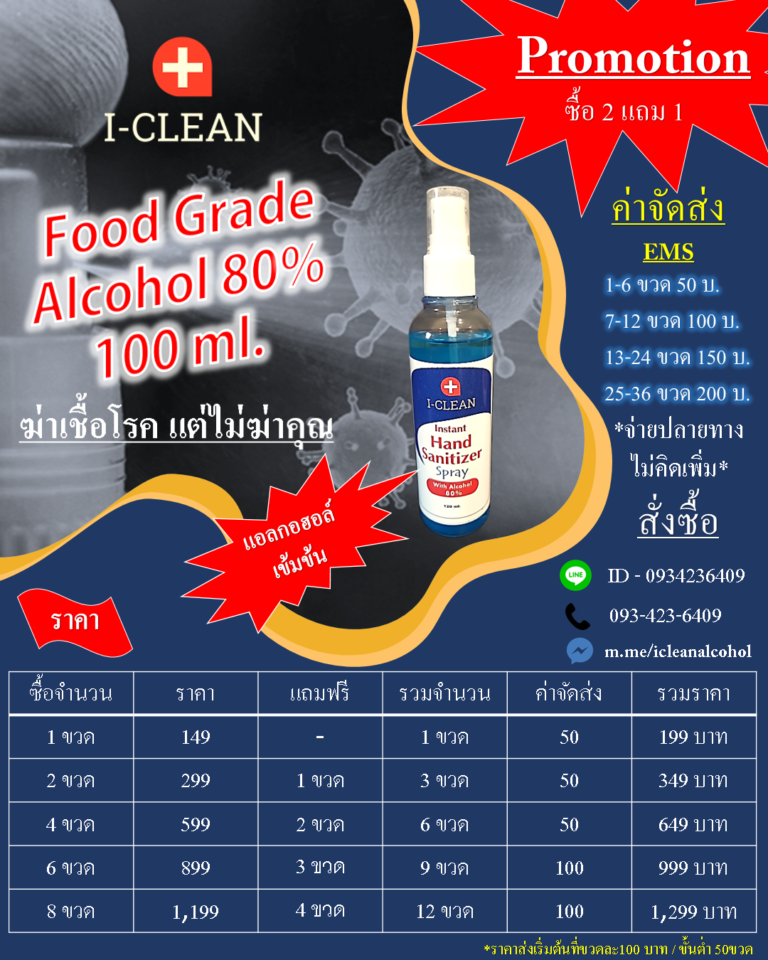 I-CLEAN
Promotion
ซื้อ 2 แถม 1
Food Grade
Alcohol 80%
100 ml.
ฆ่าเชื้อโรค แต่ไม่ฆ่าคุณ
ค่าจัดส่ง
EMS
1-6 ขวด 50 บ.
7-12 ขวด 100 บ.
13-24 ขวด 150 บ.
25-36 ขวด 200 บ.
*จ่ายปลายทาง
ไม่คิดเพิ่ม*
I-CLEAN
Instant
Hand
Sanitizer
Spray
With Alcohol
80%
100 ml.
แอลกอฮอล์
เข้มข้น
สั่งซื้อ
LINE
ID - 0934236409
093-423-6409
m.me/icleanalcohol
ราคา
ซื้อจำนวน ราคา แถมฟรี รวมจำนวน ค่าจัดส่ง รวมราคา
1 ขวด 149 - 1 ขวด 50 199 บาท
2 ขวด 299 1 ขวด 3 ขวด 50 349 บาท
4 ขวด 599 2 ขวด 6 ขวด 50 649 บาท
6 ขวด 899 3 ขวด 9 ขวด 100 999 บาท
8 ขวด 1,199 4 ขวด 12 ขวด 100 1,299 บาท
*ราคาส่งเริ่มต้นที่ขวดละ100 บาท / ขั้นต่ำ 50ขวด